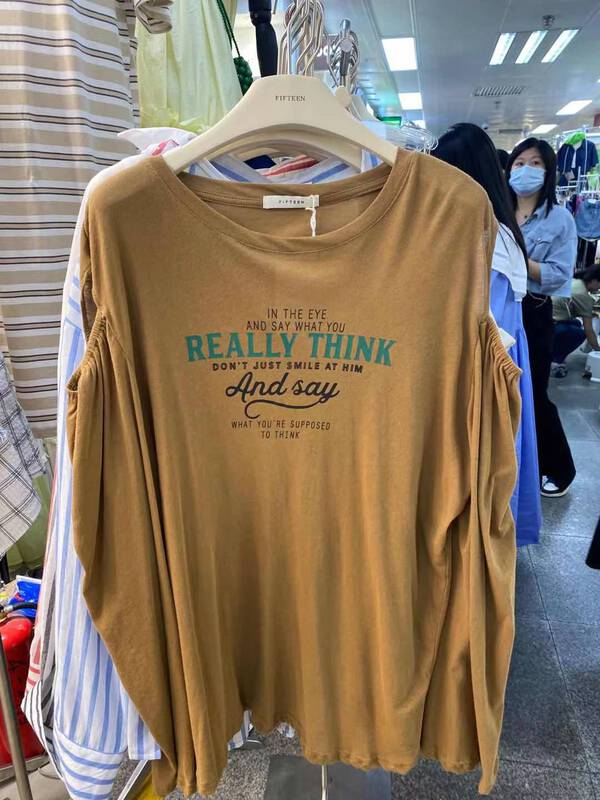 FIFTEEN
FIFTEEN
IN THE EYE
AND SAY WHAT YOU
REALLY THINK
DON'T JUST SMILE AT HIM
And say
WHAT YOU'RE SUPPOSED
TO THINK